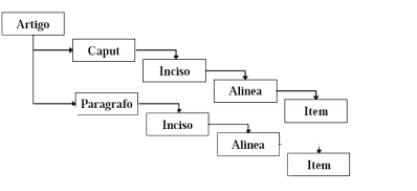 Artigo
Caput
Inciso
Alinea
Item
Paragrafo
Inciso
Alinea
Item